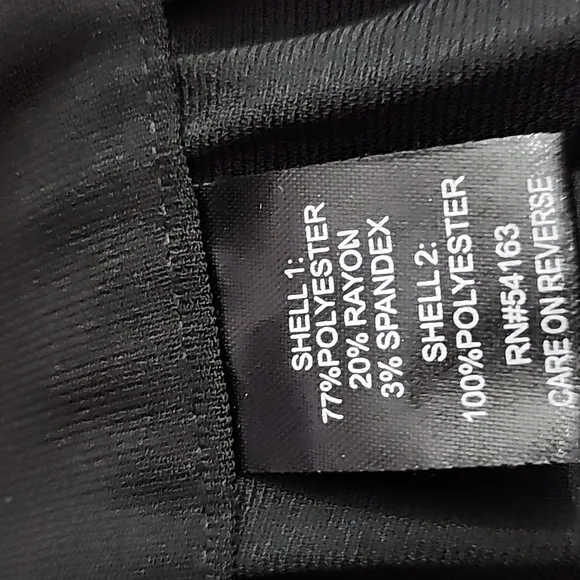 SHELL 1:
77%POLYESTER
20% RAYON
3% SPANDEX
SHELL 2:
100%POLYESTER
RN#54163
CARE ON REVERSE